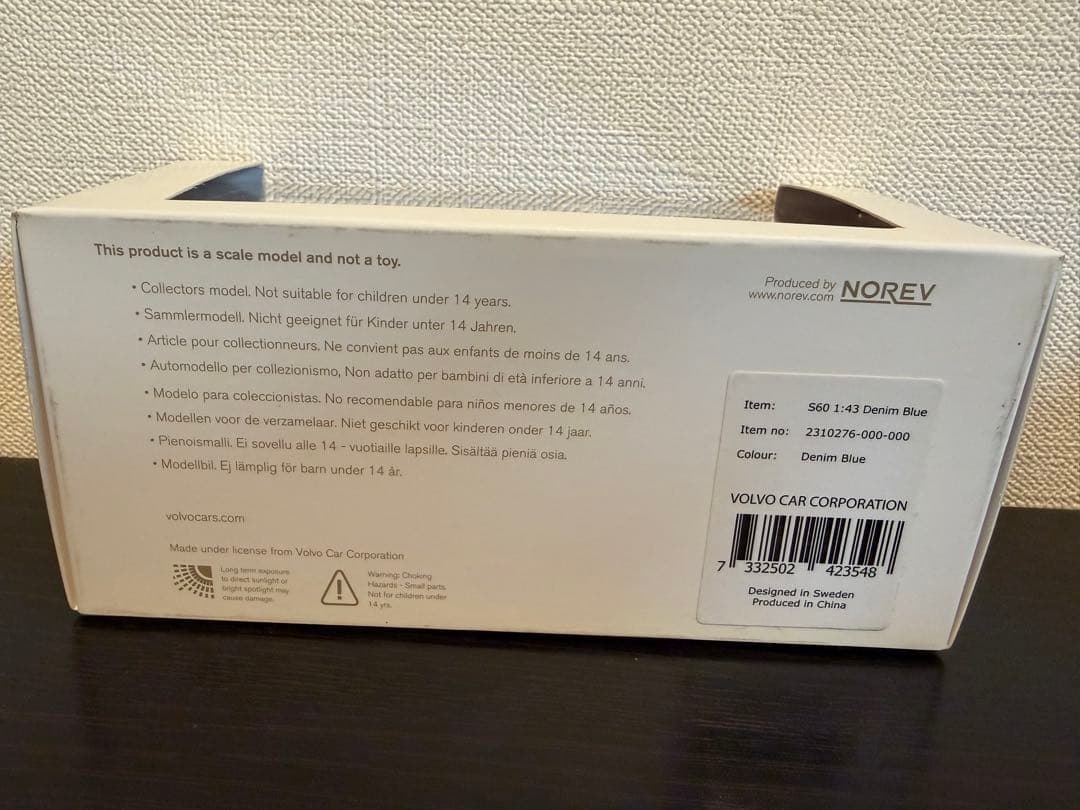 This product is a scale model and not a toy.
• Collectors model. Not suitable for children under 14 years.
• Sammlermodell. Nicht geeignet für Kinder unter 14 Jahren.
• Article pour collectionneurs. Ne convient pas aux enfants de moins de 14 ans.
• Automodello per collezionismo, Non adatto per bambini di età inferiore a 14 anni.
• Modelo para coleccionistas. No recomendable para niños menores de 14 años.
• Modellen voor de verzamelaar. Niet geschikt voor kinderen onder 14 jaar.
• Pienoismalli. Ei sovellu alle 14 - vuotiaille lapsille. Sisältää pieniä osia.
• Modellbil. Ej lämplig för barn under 14 år.
volvocars.com
Made under license from Volvo Car Corporation
Long term exposure
to direct sunlight or
bright spotlight may
cause damage.
Warning: Choking
Hazards - Small parts.
Not for children under
14 yrs.
Produced by NOREV
www.norev.com
Item: S60 1:43 Denim Blue
Item no: 2310276-000-000
Colour: Denim Blue
VOLVO CAR CORPORATION
7 332502 423548
Designed in Sweden
Produced in China